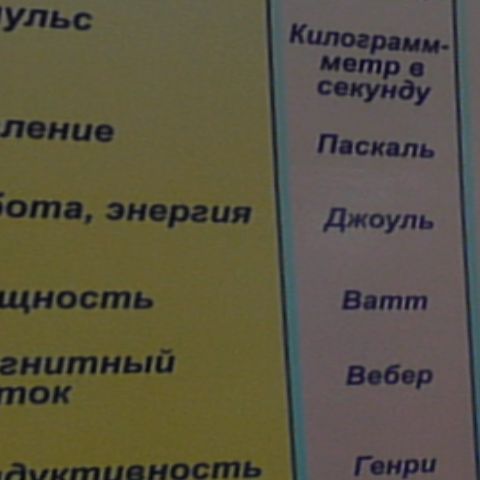 ульс
Килограмм-
метр в
секунду
ление
Паскаль
бота, энергия
Джоуль
щность
Ватт
гнитный
ток
Вебер
дуктивность
Генри